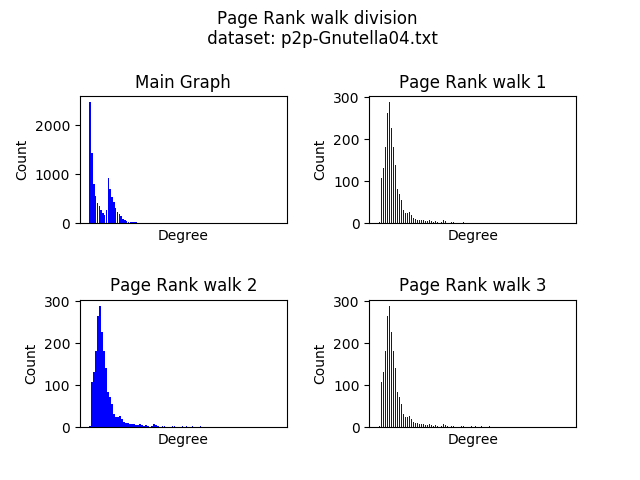 Page Rank walk division
dataset: p2p-Gnutella04.txt
Main Graph
Count
2000
1000
0
Degree
Page Rank walk 1
Count
300
200
100
0
Degree
Page Rank walk 2
Count
300
200
100
0
Degree
Page Rank walk 3
Count
300
200
100
0
Degree